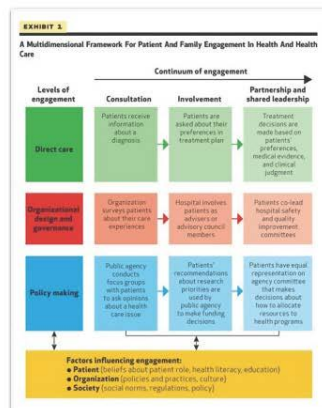 EXHIBIT 1
A Multidimensional Framework For Patient And Family Engagement In Health And Health
Care
Continuum of engagement
Levels of
engagement
Consultation
Involvement
Partnership and
shared leadership
Direct care
Patients receive
information
about a
diagnosis
Patients are
asked about their
preferences in
treatment plan
Treatment
decisions are
made based on
patients'
preferences,
medical evidence,
and clinical
judgment
Organizational
design and
governance
Organization
surveys patients
about their care
experiences
Hospital involves
patients as
advisers or
advisory council
members
Patients co-lead
hospital safety
and quality
improvement
committees
Policy making
Public agency
conducts
focus groups
with patients
to ask opinions
about a health
care issue
Patients'
recommendations
about research
priorities are
used by
public agency
to make funding
decisions
Patients have equal
representation on
agency committee
that makes
decisions about
how to allocate
resources to
health programs
Factors influencing engagement:
● Patient (beliefs about patient role, health literacy, education)
● Organization (policies and practices, culture)
● Society (social norms, regulations, policy)